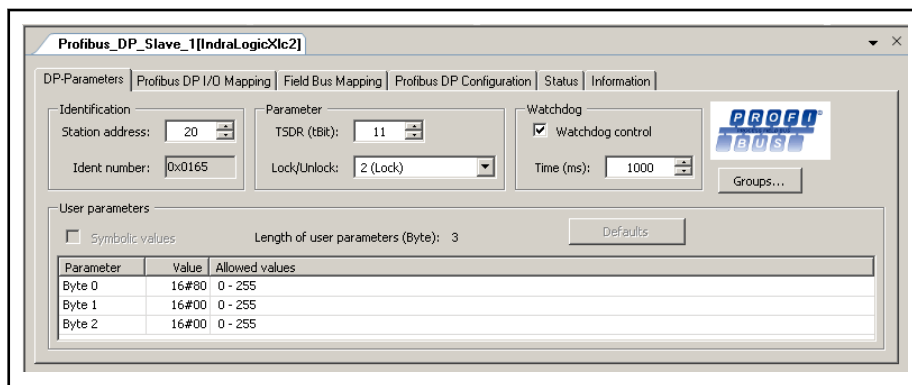 Profibus_DP_Slave_1[IndraLogicXlc2]
DP-Parameters Profibus DP I/O Mapping Field Bus Mapping Profibus DP Configuration Status Information
Identification Parameter Watchdog
Station address: 20 TSDR (tBit): 11 Watchdog control
Ident number: 0x0165 Lock/Unlock: 2 (Lock) Time (ms): 1000
PROFI
PROCESS FIELD BUS
BUS
Groups...
User parameters
Symbolic values Length of user parameters (Byte): 3 Defaults
Parameter Value Allowed values
Byte 0 16#80 0 - 255
Byte 1 16#00 0 - 255
Byte 2 16#00 0 - 255